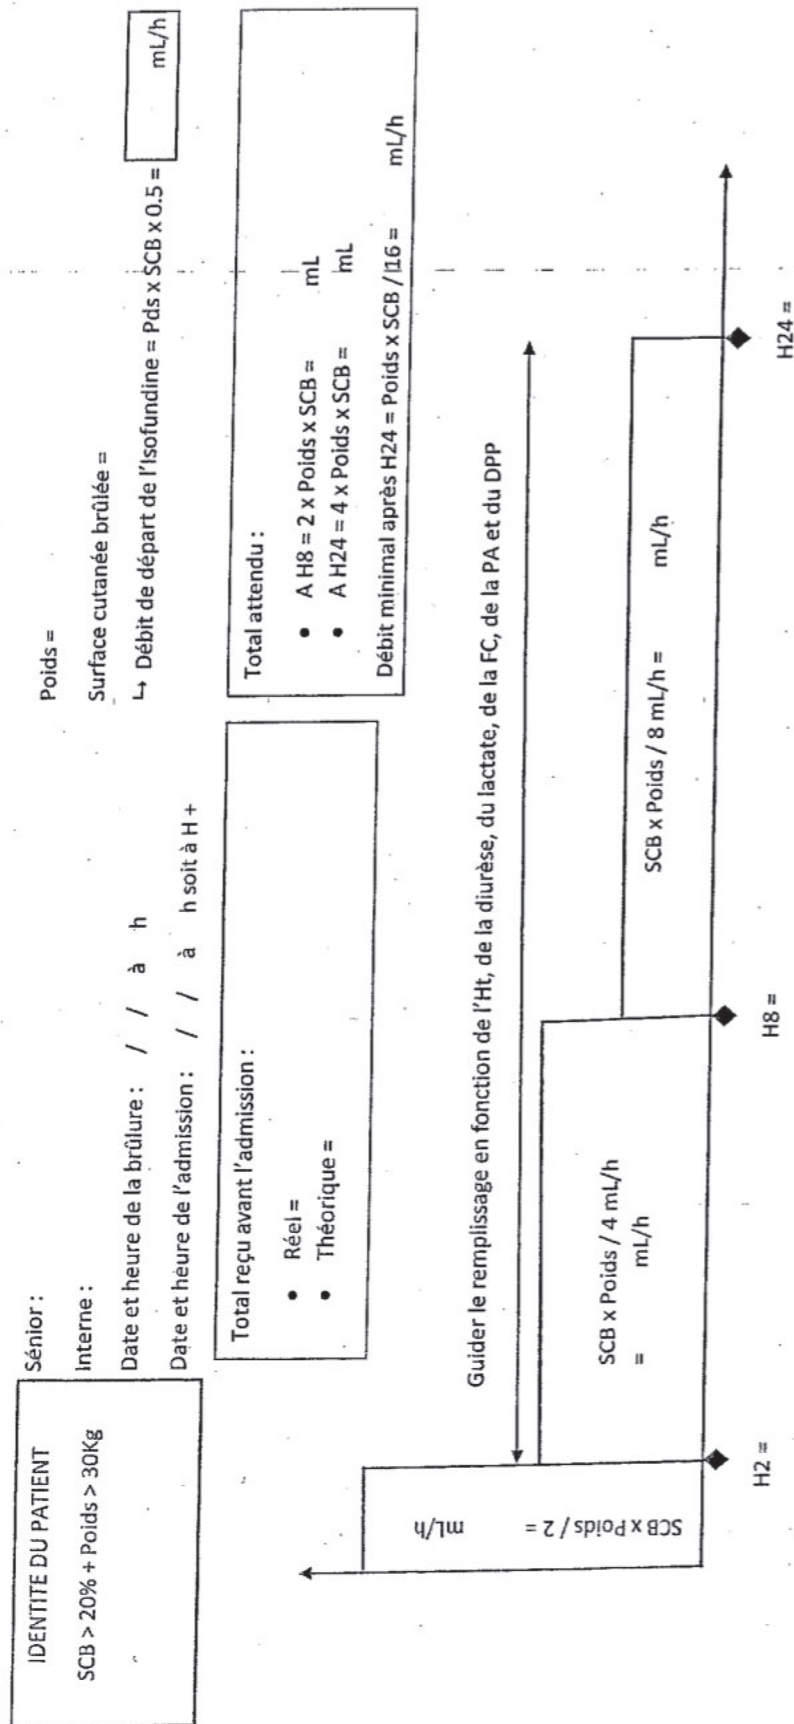 IDENTITE DU PATIENT
SCB > 20% + Poids > 30Kg
Sénior :
Interne :
Date et heure de la brûlure : / / à h
Date et heure de l'admission : / / à h soit à H +
Poids =
Surface cutanée brûlée =
↳ Débit de départ de l'Isofundine = Pds x SCB x 0.5 = mL/h
Total reçu avant l'admission :
• Réel =
• Théorique =
Total attendu :
• A H8 = 2 x Poids x SCB = mL
• A H24 = 4 x Poids x SCB = mL
Débit minimal après H24 = Poids x SCB / 16 = mL/h
Guider le remplissage en fonction de l'Ht, de la diurèse, du lactate, de la FC, de la PA et du DPP
SCB x Poids / 2 =
mL/h
SCB x Poids / 4 mL/h
= mL/h
SCB x Poids / 8 mL/h = mL/h
H2 =
H8 =
H24 =